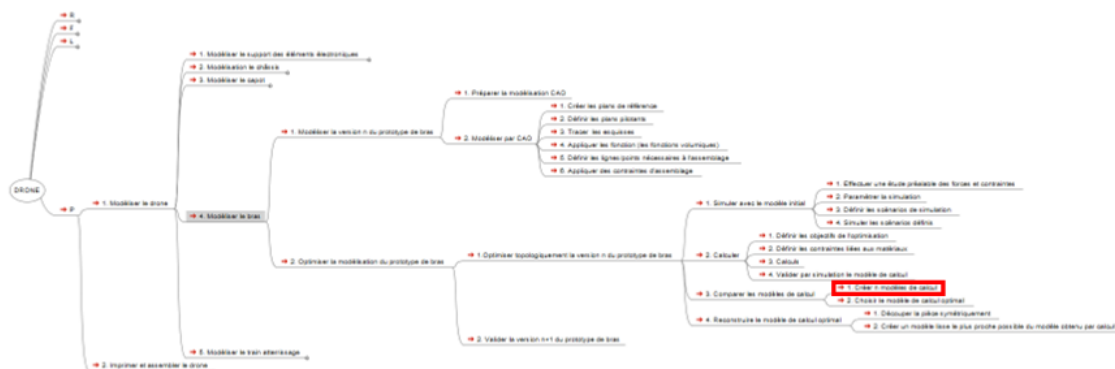 R
F
L
1. Modéliser le support des éléments électroniques
2. Modélisation le châssis
3. Modéliser le capot
1. Préparer la modélisation CAO
1. Créer les plans de référence
2. Définir les plans pilotants
1. Modéliser la version n du prototype de bras
2. Modéliser par CAO
3. Tracer les esquisses
4. Appliquer les fonction (les fonctions volumiques)
5. Définir les lignes/points nécessaires à l'assemblage
6. Appliquer des contraintes d'assemblage
DRONE
P
1. Modéliser le drone
4. Modéliser le bras
1. Simuler avec le modèle initial
1. Effectuer une étude préalable des forces et contraintes
2. Paramétrer la simulation
3. Définir les scénarios de simulation
4. Simuler les scénarios définis
2. Optimiser la modélisation du prototype de bras
1.Optimiser topologiquement la version n du prototype de bras
2. Calculer
1. Définir les objectifs de l'optimisation
2. Définir les contraintes liées aux matériaux
3. Calculs
4. Valider par simulation le modèle de calcul
3. Comparer les modèles de calcul
1. Créer n modèles de calcul
2. Choisir le modèle de calcul optimal
4. Reconstruire le modèle de calcul optimal
1. Découper la pièce symétriquement
2. Créer un modèle lisse le plus proche possible du modèle obtenu par calcul
2. Valider la version n+1 du prototype de bras
5. Modéliser le train atterrissage
2. Imprimer et assembler le drone